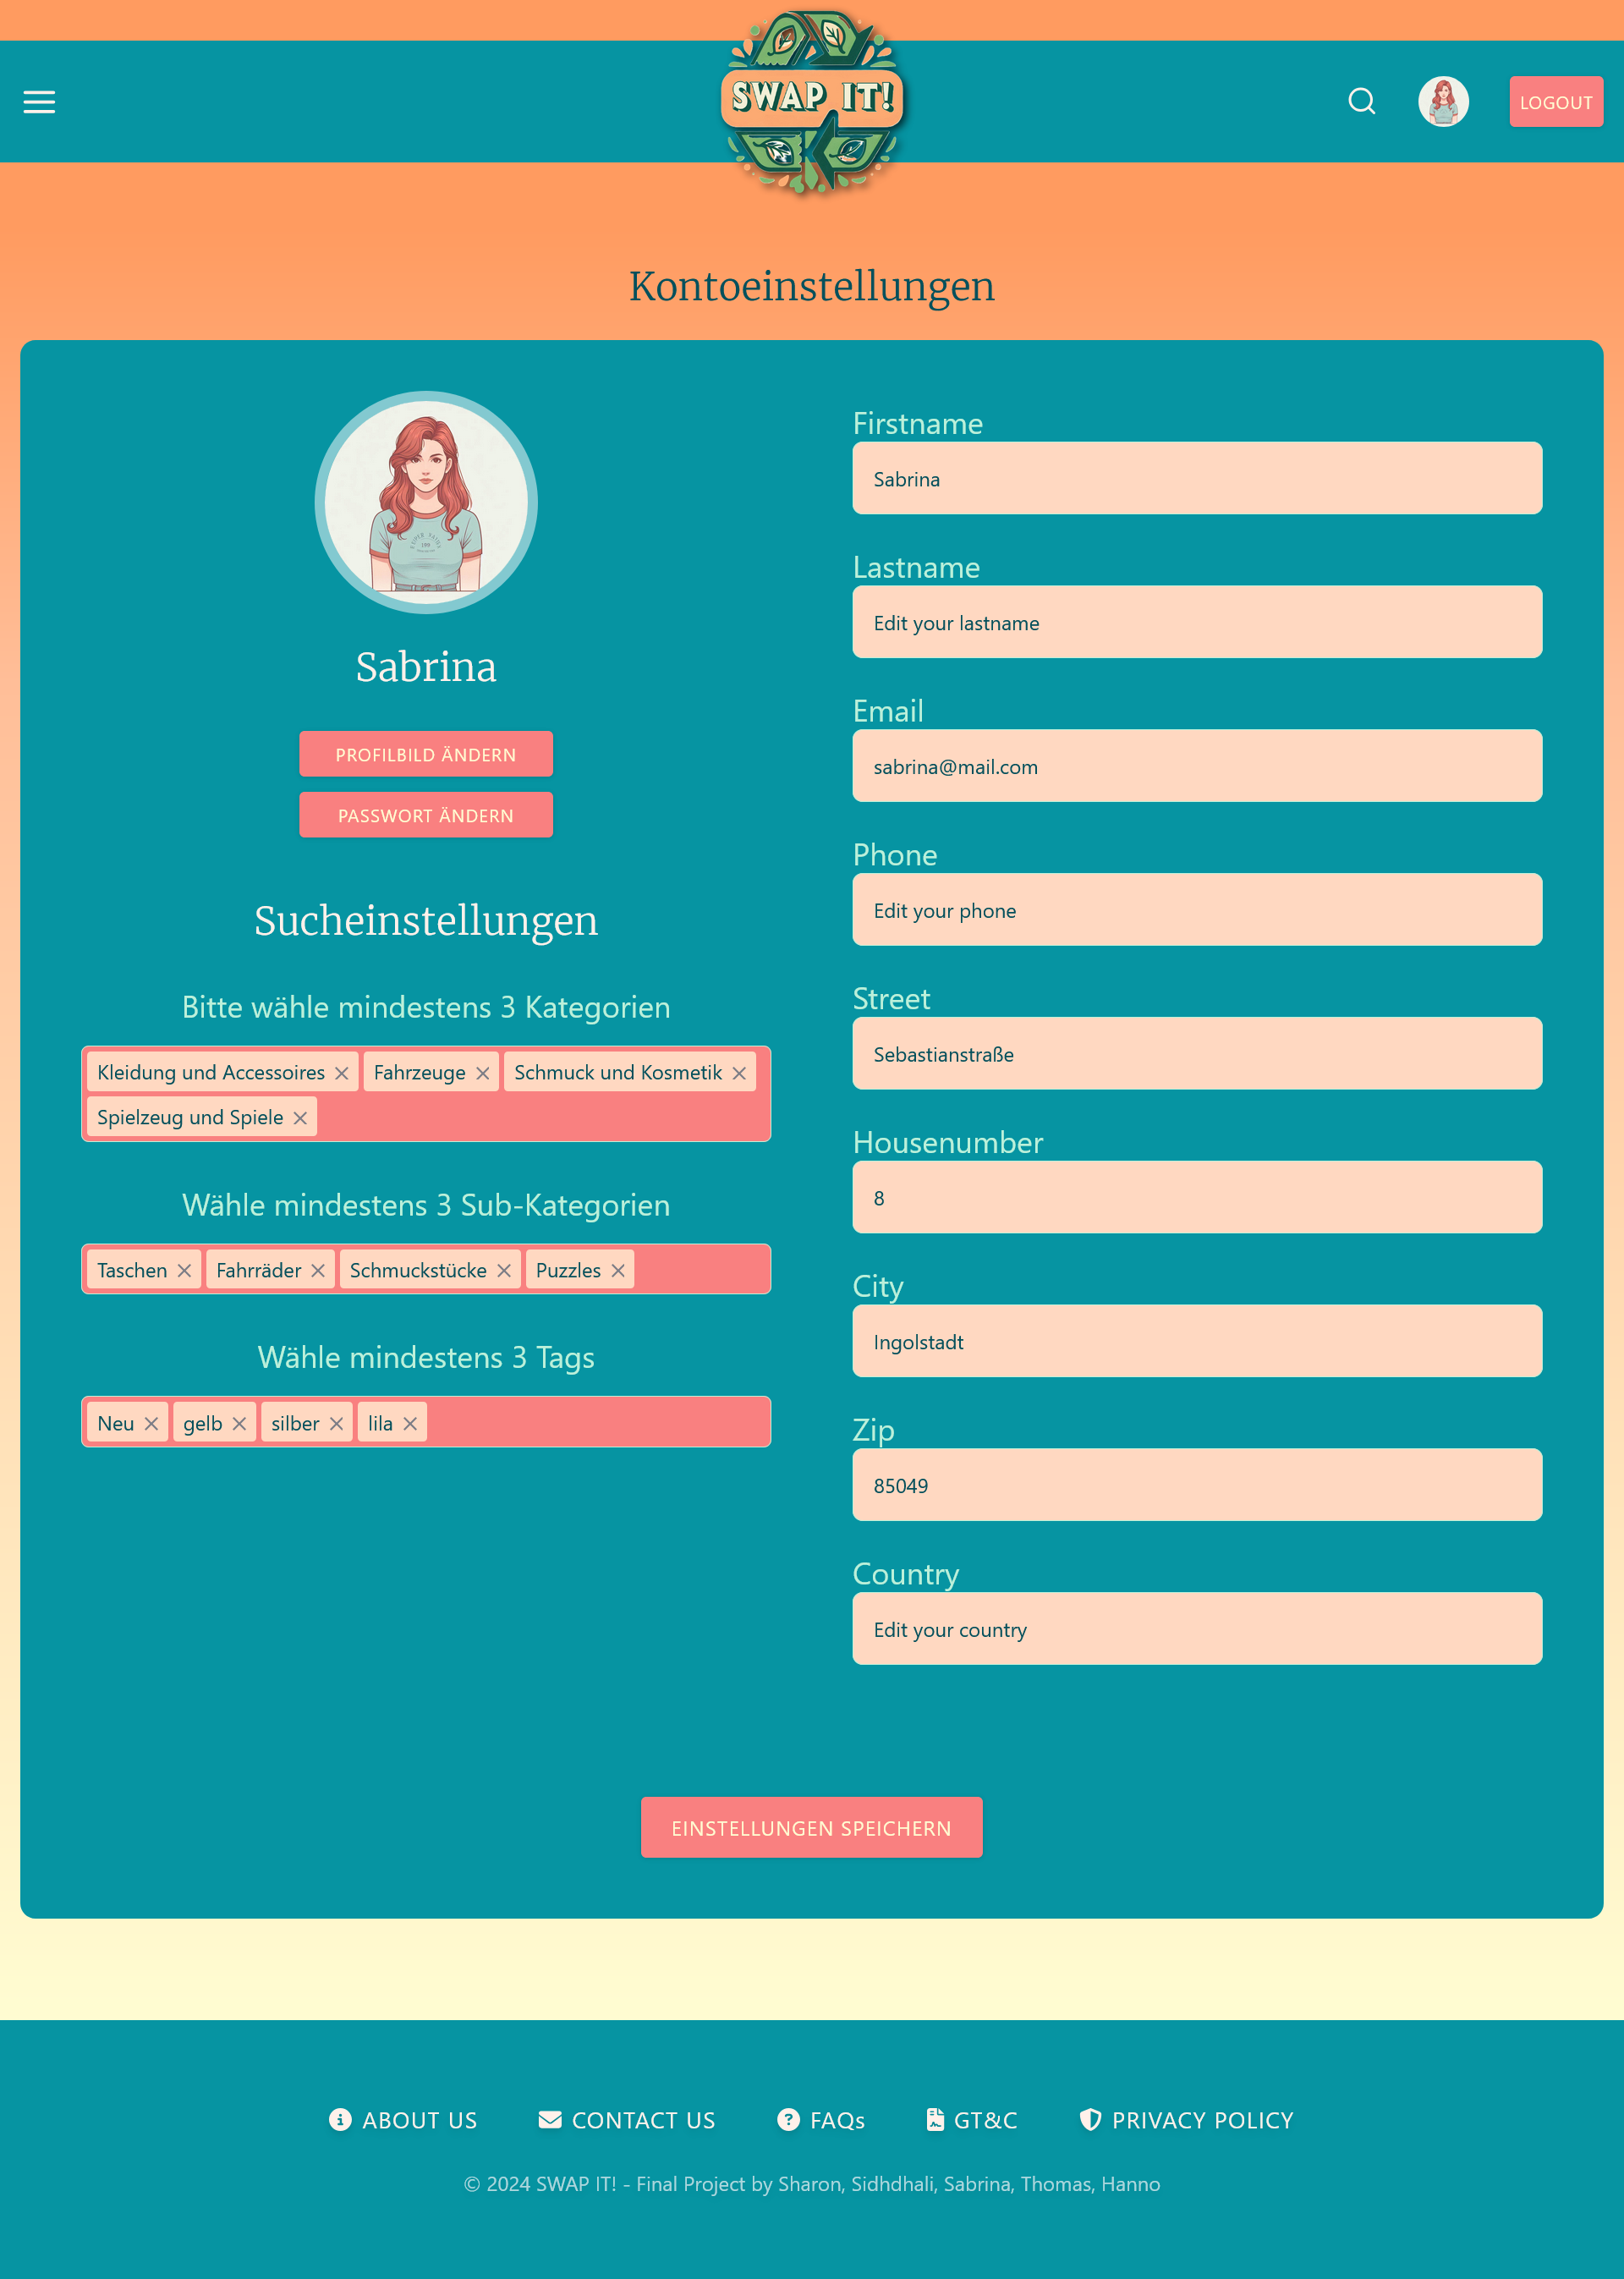 SWAP IT!
LOGOUT
Kontoeinstellungen
Sabrina
PROFILBILD ÄNDERN
PASSWORT ÄNDERN
Sucheinstellungen
Bitte wähle mindestens 3 Kategorien
Kleidung und Accessoires Fahrzeuge Schmuck und Kosmetik
Spielzeug und Spiele
Wähle mindestens 3 Sub-Kategorien
Taschen Fahrräder Schmuckstücke Puzzles
Wähle mindestens 3 Tags
Neu gelb silber lila
Firstname
Sabrina
Lastname
Edit your lastname
Email
sabrina@mail.com
Phone
Edit your phone
Street
Sebastianstraße
Housenumber
8
City
Ingolstadt
Zip
85049
Country
Edit your country
EINSTELLUNGEN SPEICHERN
ABOUT US CONTACT US FAQs GT&C PRIVACY POLICY
© 2024 SWAP IT! - Final Project by Sharon, Sidhdhali, Sabrina, Thomas, Hanno